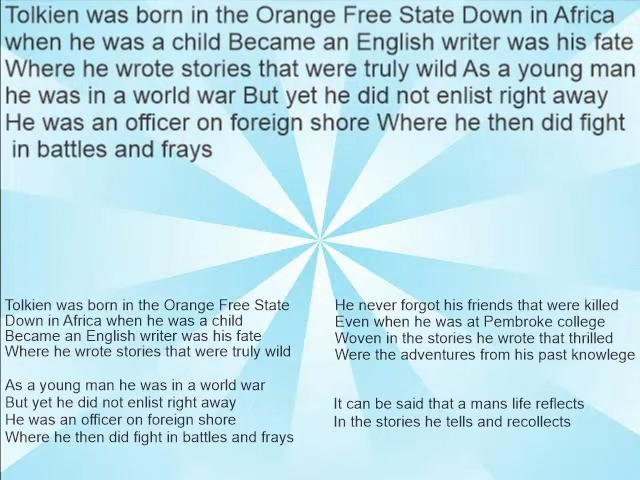 Tolkien was born in the Orange Free State Down in Africa
when he was a child Became an English writer was his fate
Where he wrote stories that were truly wild As a young man
he was in a world war But yet he did not enlist right away
He was an officer on foreign shore Where he then did fight
in battles and frays
Tolkien was born in the Orange Free State
Down in Africa when he was a child
Became an English writer was his fate
Where he wrote stories that were truly wild
As a young man he was in a world war
But yet he did not enlist right away
He was an officer on foreign shore
Where he then did fight in battles and frays
He never forgot his friends that were killed
Even when he was at Pembroke college
Woven in the stories he wrote that thrilled
Were the adventures from his past knowlege
It can be said that a mans life reflects
In the stories he tells and recollects